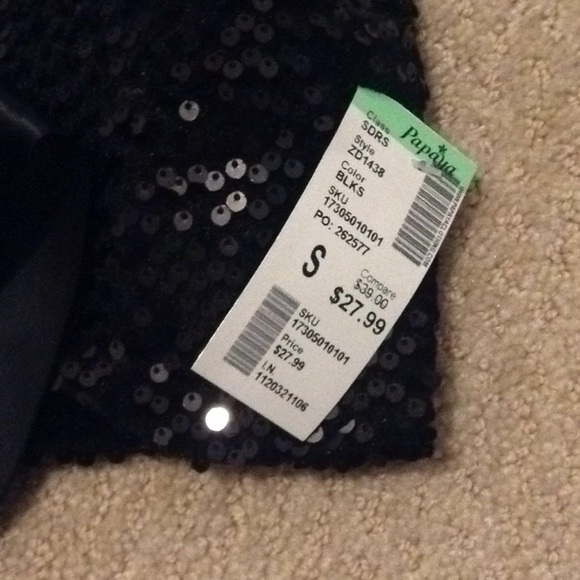 Papaya
Class
SDRS
Style
ZD1438
Color
BLKS
SKU
17305010101
PO: 262577
S
Compare
$39.00
$27.99
SKU
17305010101
Price
$27.99
I.N.
1120321106